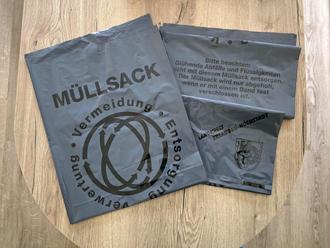 MÜLLSACK
Vermeidung • Entsorgung • Verwertung •
Bitte beachten:
Glühende Abfälle und Flüssigkeiten
nicht mit diesem Müllsack entsorgen.
Der Müllsack wird nur abgeholt,
wenn er mit einem Band fest
verschlossen ist.